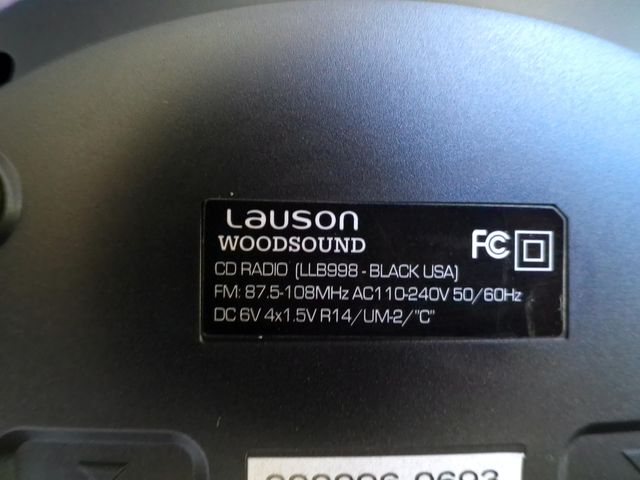 Lauson
WOODSOUND
FC
CD RADIO (LLB998 - BLACK USA)
FM: 87.5-108MHz AC110-240V 50/60Hz
DC 6V 4x1.5V R14/UM-2/"C"